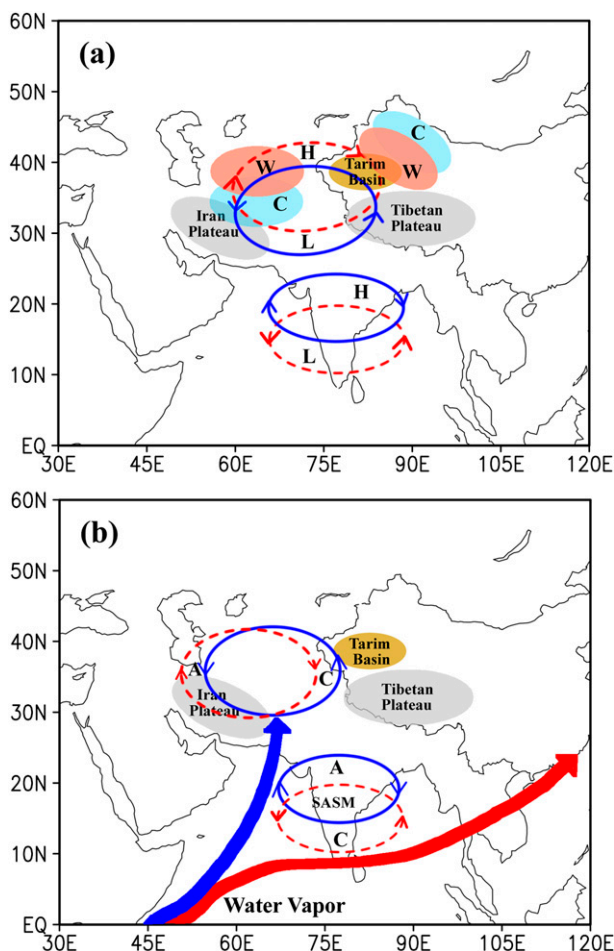 (a)
60N
50N
40N
30N
20N
10N
EQ
C
H
W
W
Tarim
Basin
C
Iran
Plateau
Tibetan
Plateau
L
H
L
30E 45E 60E 75E 90E 105E 120E
(b)
60N
50N
40N
30N
20N
10N
EQ
Tarim
Basin
A
C
Iran
Plateau
Tibetan
Plateau
A
SASM
C
Water Vapor
30E 45E 60E 75E 90E 105E 120E